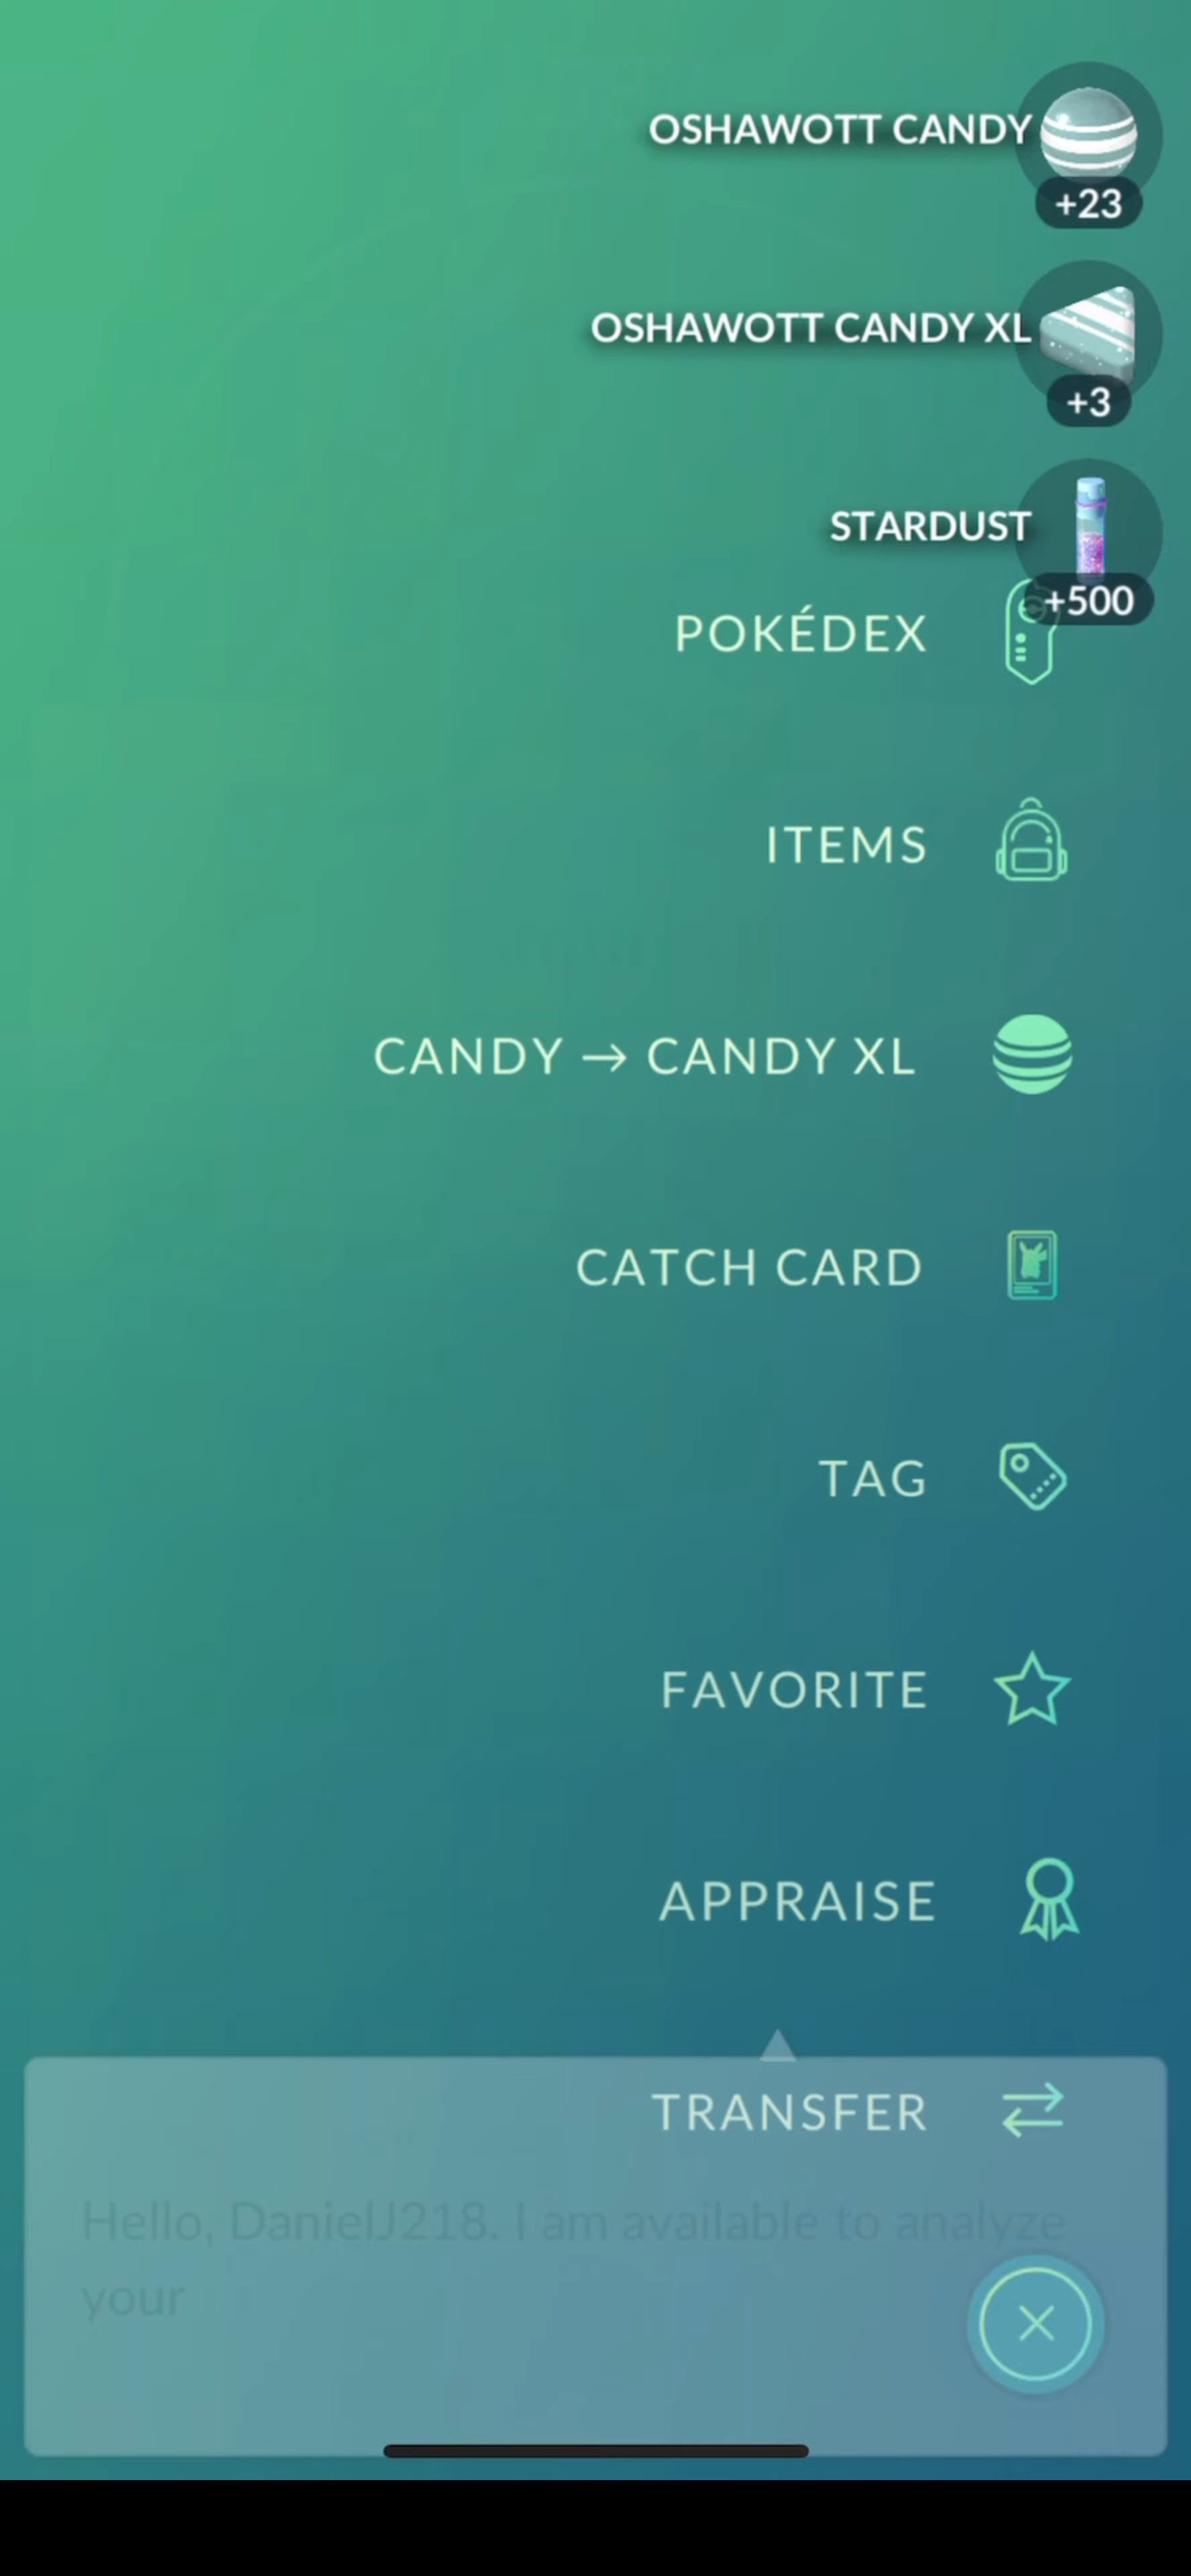 OSHAWOTT CANDY
+23
OSHAWOTT CANDY XL
+3
STARDUST
+500
POKÉDEX
ITEMS
CANDY → CANDY XL
CATCH CARD
TAG
FAVORITE
APPRAISE
TRANSFER
Hello, DanielJ218. I am available to analyze
your